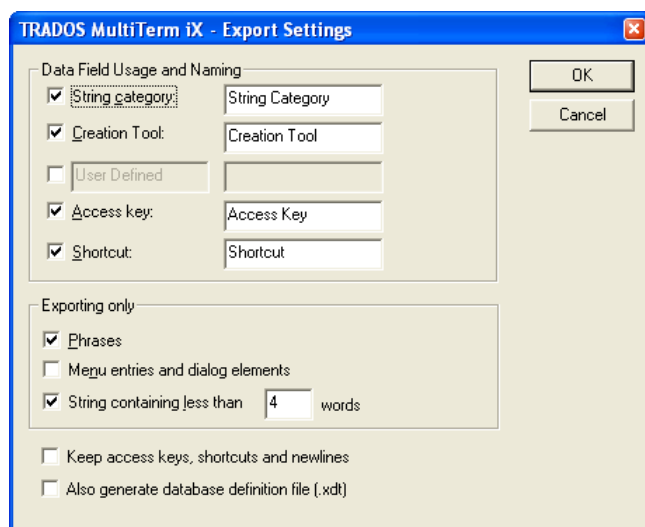 TRADOS MultiTerm iX - Export Settings
Data Field Usage and Naming
String category: String Category
Creation Tool: Creation Tool
User Defined
Access key: Access Key
Shortcut: Shortcut
OK
Cancel
Exporting only
Phrases
Menu entries and dialog elements
String containing less than 4 words
Keep access keys, shortcuts and newlines
Also generate database definition file (.xdt)